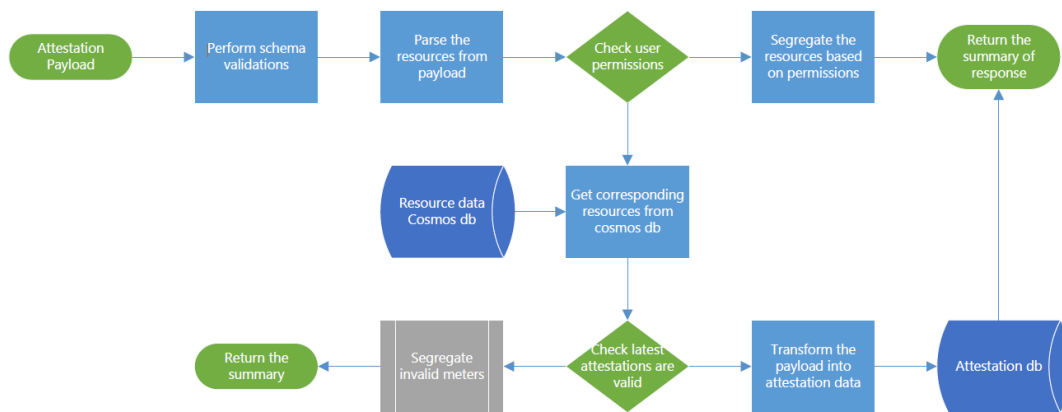 Attestation
Payload
Perform schema
validations
Parse the
resources from
payload
Check user
permissions
Segregate the
resources based
on permissions
Return the
summary of
response
Resource data
Cosmos db
Get corresponding
resources from
cosmos db
Return the
summary
Segregate
invalid meters
Check latest
attestations are
valid
Transform the
payload into
attestation data
Attestation db